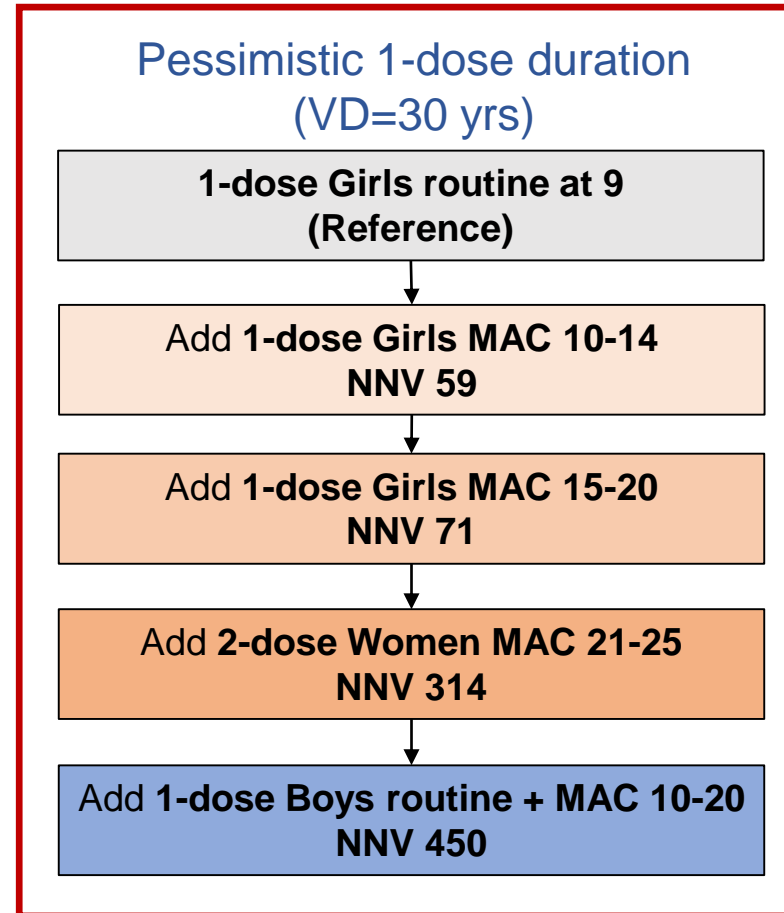 Pessimistic 1-dose duration
(VD=30 yrs)
1-dose Girls routine at 9
(Reference)
Add 1-dose Girls MAC 10-14
NNV 59
Add 1-dose Girls MAC 15-20
NNV 71
Add 2-dose Women MAC 21-25
NNV 314
Add 1-dose Boys routine + MAC 10-20
NNV 450